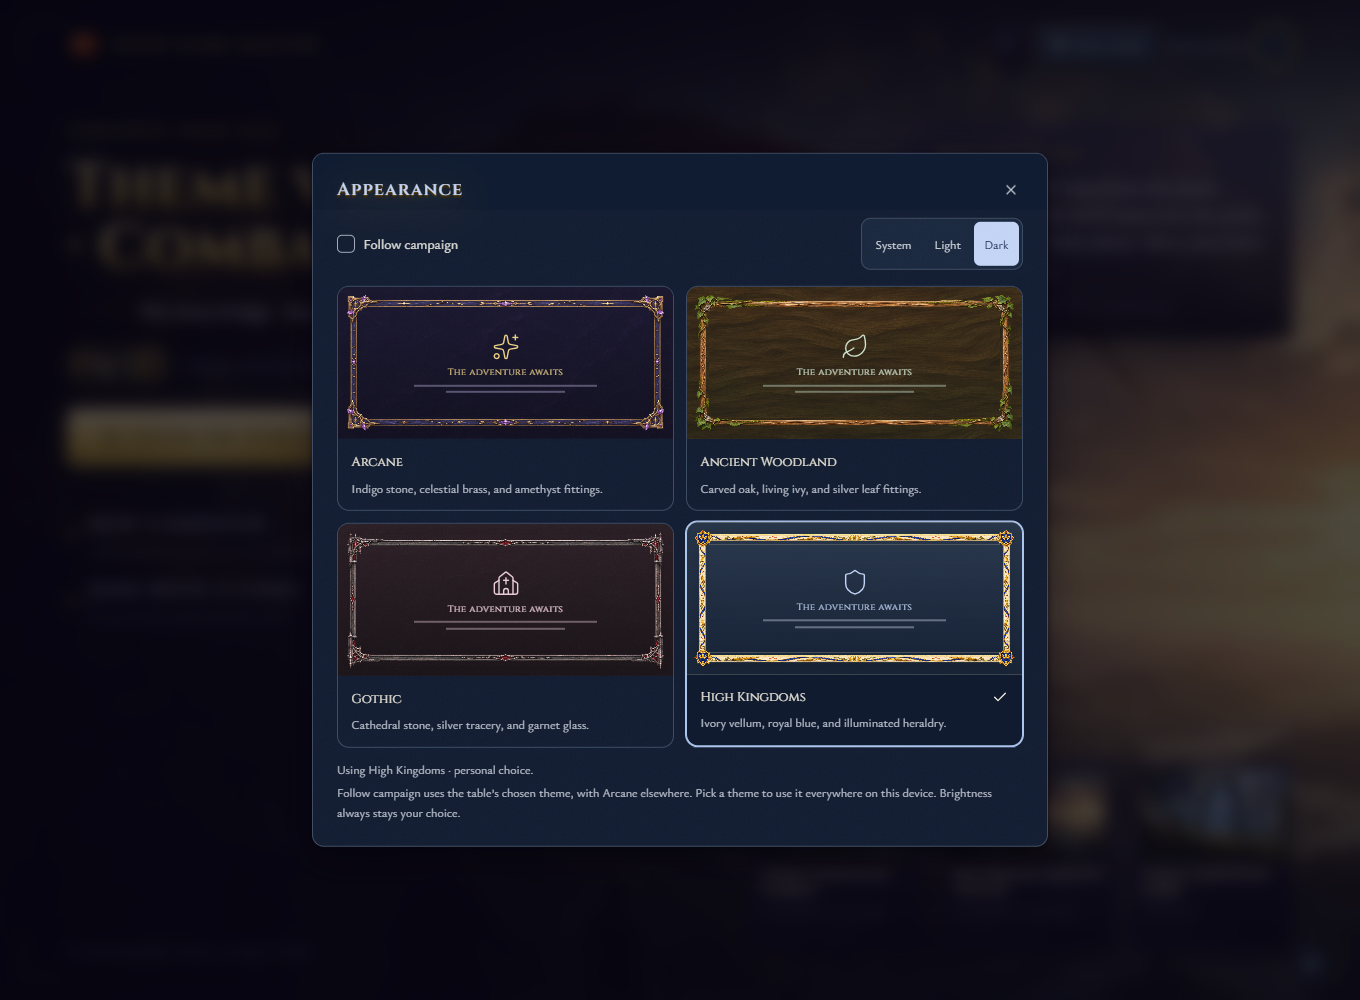 Appearance
Follow campaign
System Light Dark
The adventure awaits
Arcane
Indigo stone, celestial brass, and amethyst fittings.
The adventure awaits
Ancient Woodland
Carved oak, living ivy, and silver leaf fittings.
The adventure awaits
Gothic
Cathedral stone, silver tracery, and garnet glass.
The adventure awaits
High Kingdoms
Ivory vellum, royal blue, and illuminated heraldry.
Using High Kingdoms · personal choice.
Follow campaign uses the table's chosen theme, with Arcane elsewhere. Pick a theme to use it everywhere on this device. Brightness
always stays your choice.